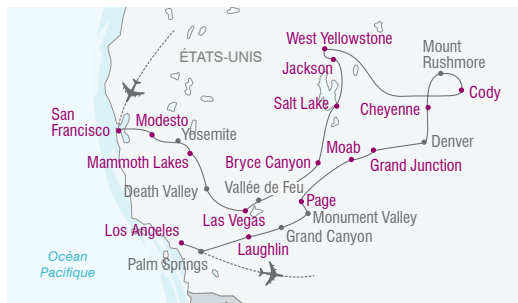 West Yellowstone
Mount
Rushmore
ÉTATS-UNIS
Jackson
Cody
Salt Lake
Cheyenne
San
Francisco
Modesto
Yosemite
Moab
Denver
Mammoth Lakes
Bryce Canyon
Grand Junction
Death Valley
Vallée de Feu
Page
Las Vegas
Monument Valley
Los Angeles
Grand Canyon
Laughlin
Océan
Pacifique
Palm Springs